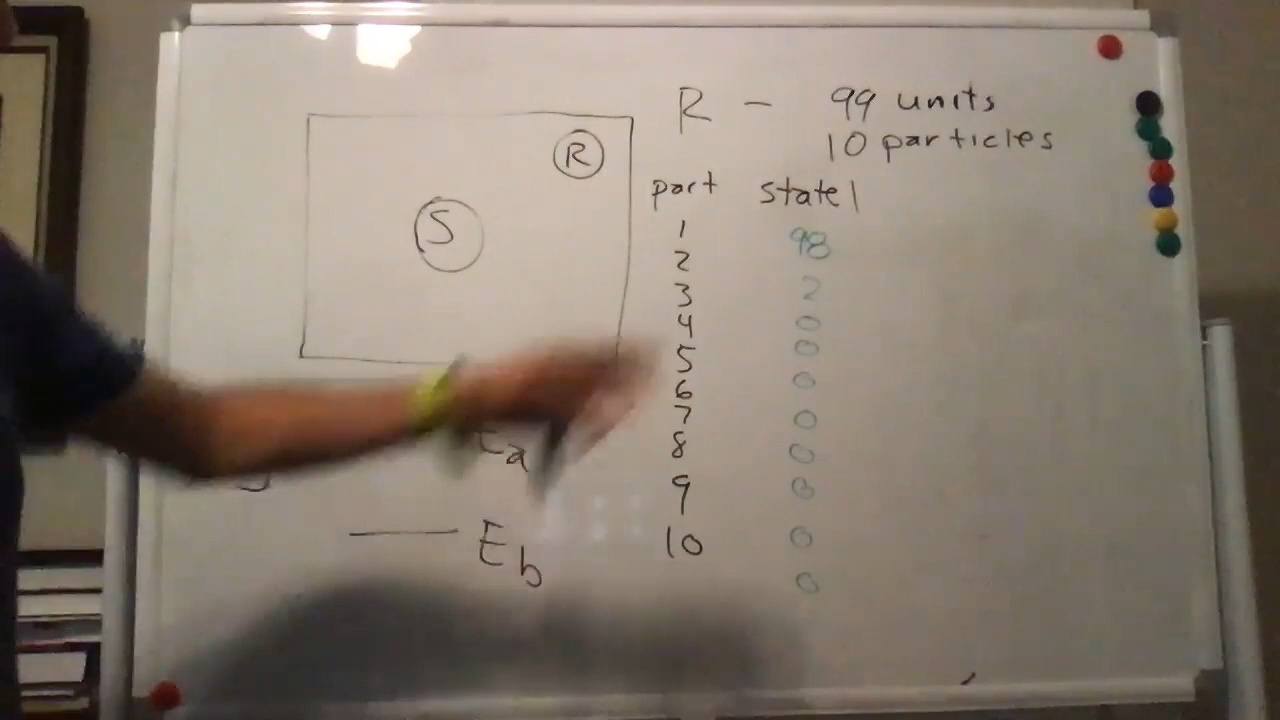 R - 99 units
10 particles
R
S
part state 1
1 98
2 2
3 0
4 0
5 0
6 0
7 0
8 0
9 0
10 0
Ea
Eb